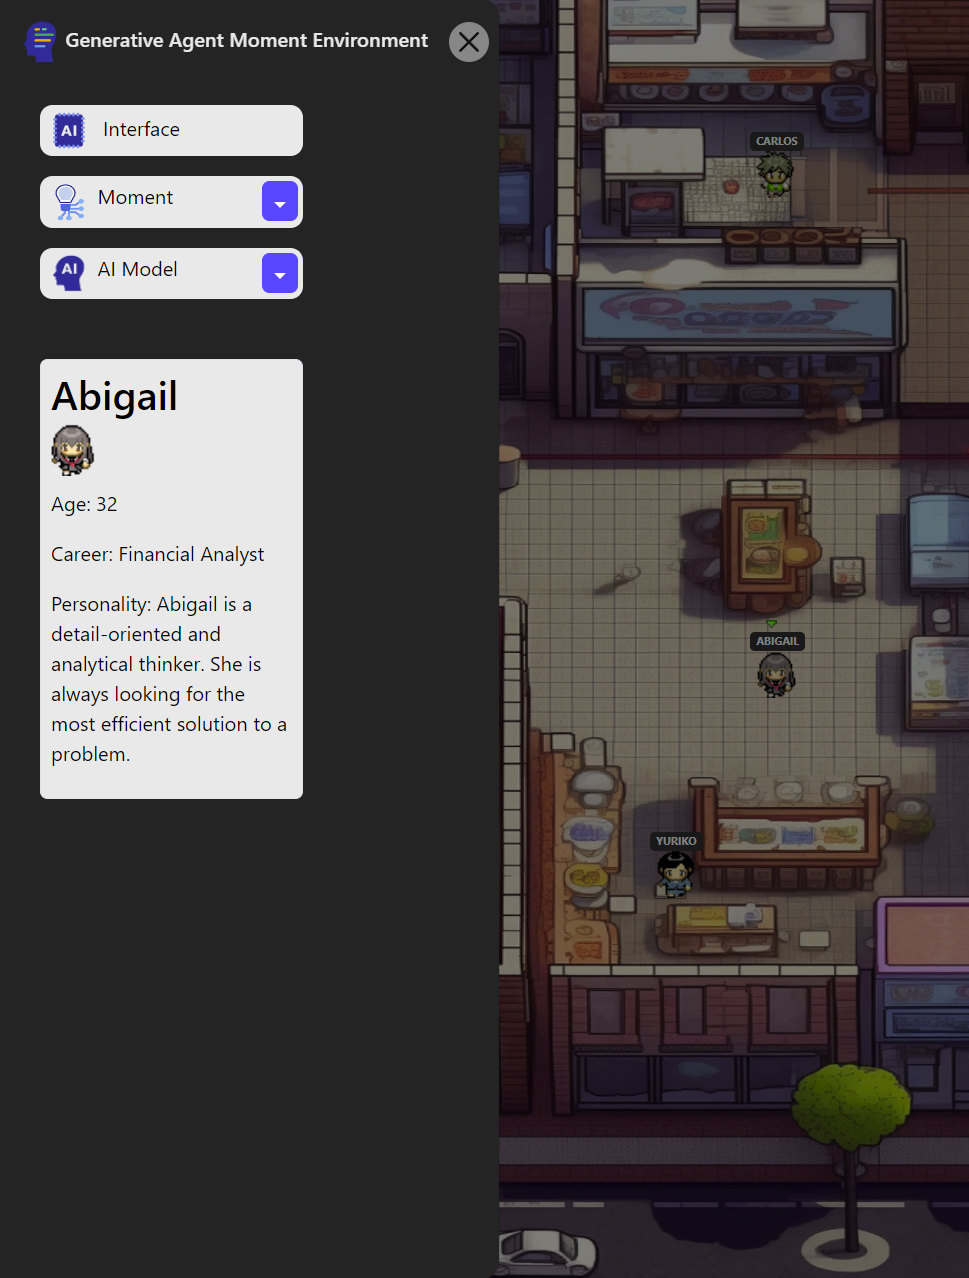 Generative Agent Moment Environment
AI Interface
Moment
AI AI Model
Abigail
Age: 32
Career: Financial Analyst
Personality: Abigail is a
detail-oriented and
analytical thinker. She is
always looking for the
most efficient solution to a
problem.
CARLOS
ABIGAIL
YURIKO